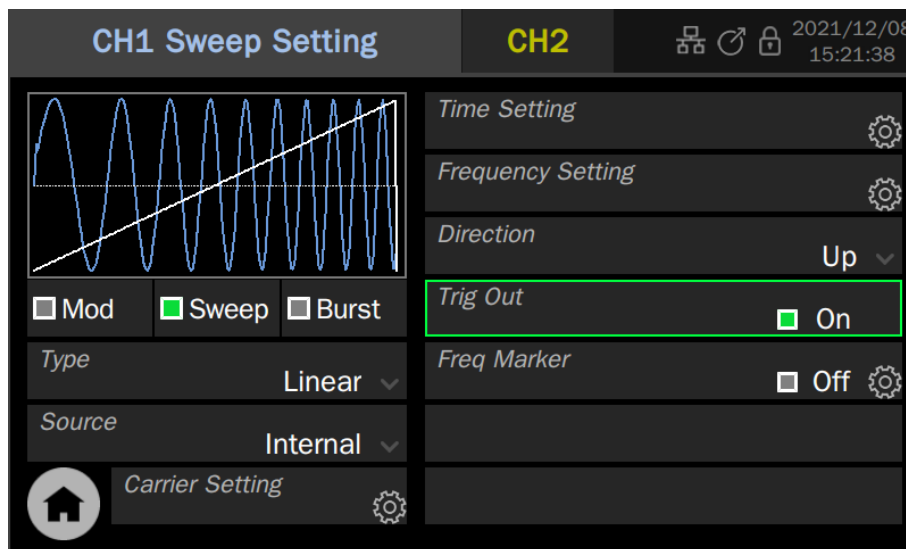 CH1 Sweep Setting
CH2
2021/12/08
15:21:38
Time Setting
Frequency Setting
Direction
Up
Mod
Sweep
Burst
Trig Out
On
Type
Linear
Freq Marker
Off
Source
Internal
Carrier Setting